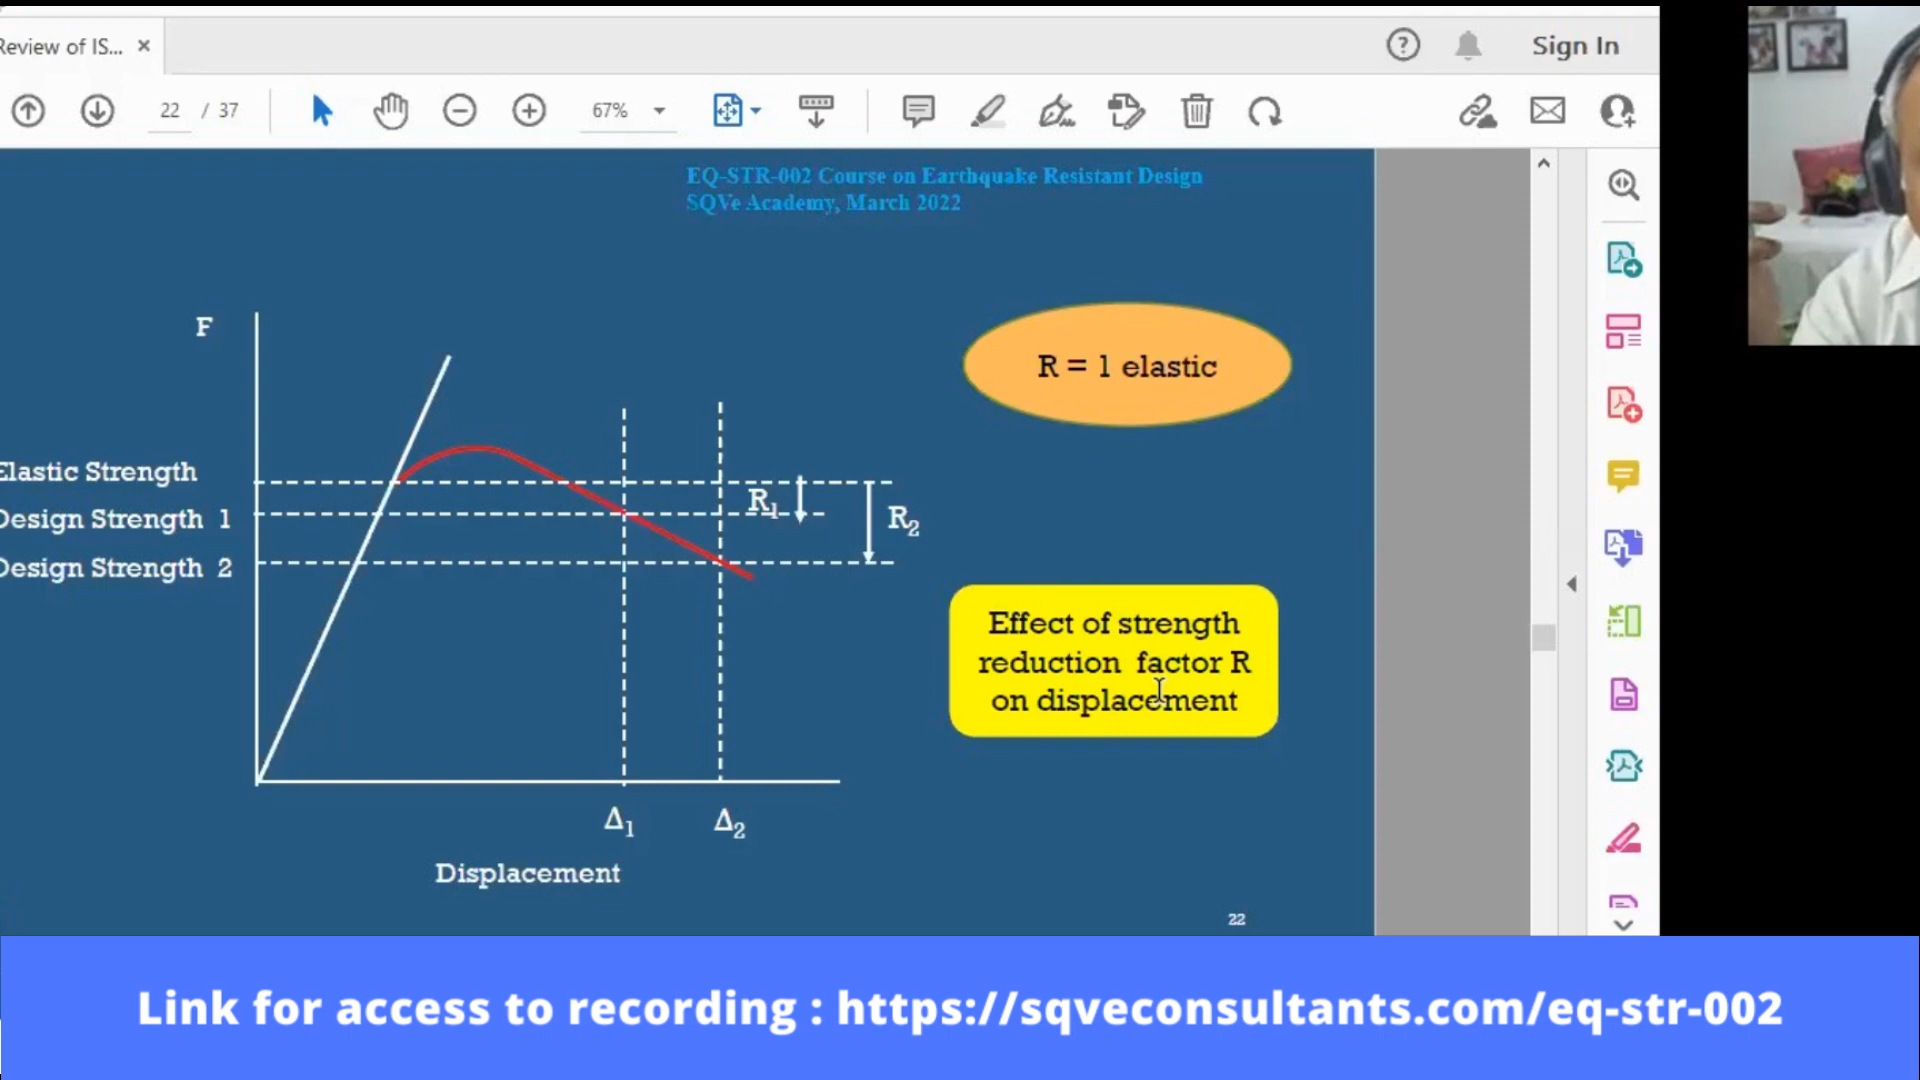 Review of IS...
Sign In
22 / 37
67%
EQ-STR-002 Course on Earthquake Resistant Design
SQVe Academy, March 2022
F
R = 1 elastic
Elastic Strength
Design Strength 1
Design Strength 2
R1
R2
Effect of strength
reduction factor R
on displacement
Δ1
Δ2
Displacement
22
Link for access to recording : https://sqveconsultants.com/eq-str-002